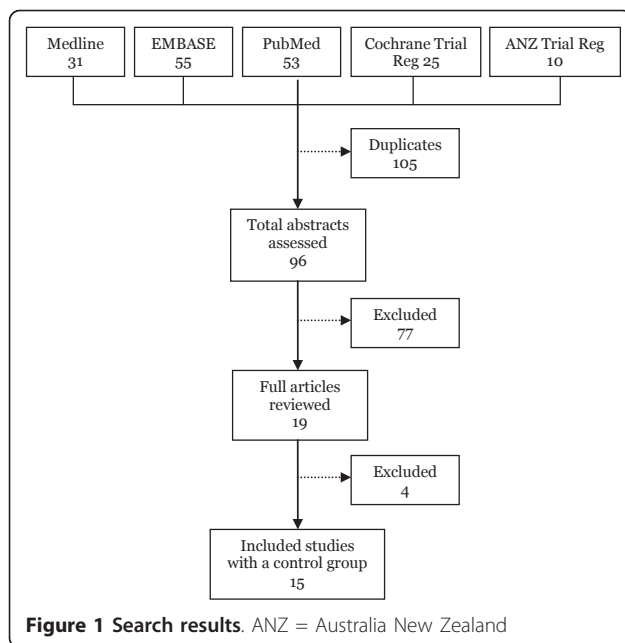 Medline
31
EMBASE
55
PubMed
53
Cochrane Trial
Reg 25
ANZ Trial Reg
10
Duplicates
105
Total abstracts
assessed
96
Excluded
77
Full articles
reviewed
19
Excluded
4
Included studies
with a control group
15
Figure 1 Search results. ANZ = Australia New Zealand